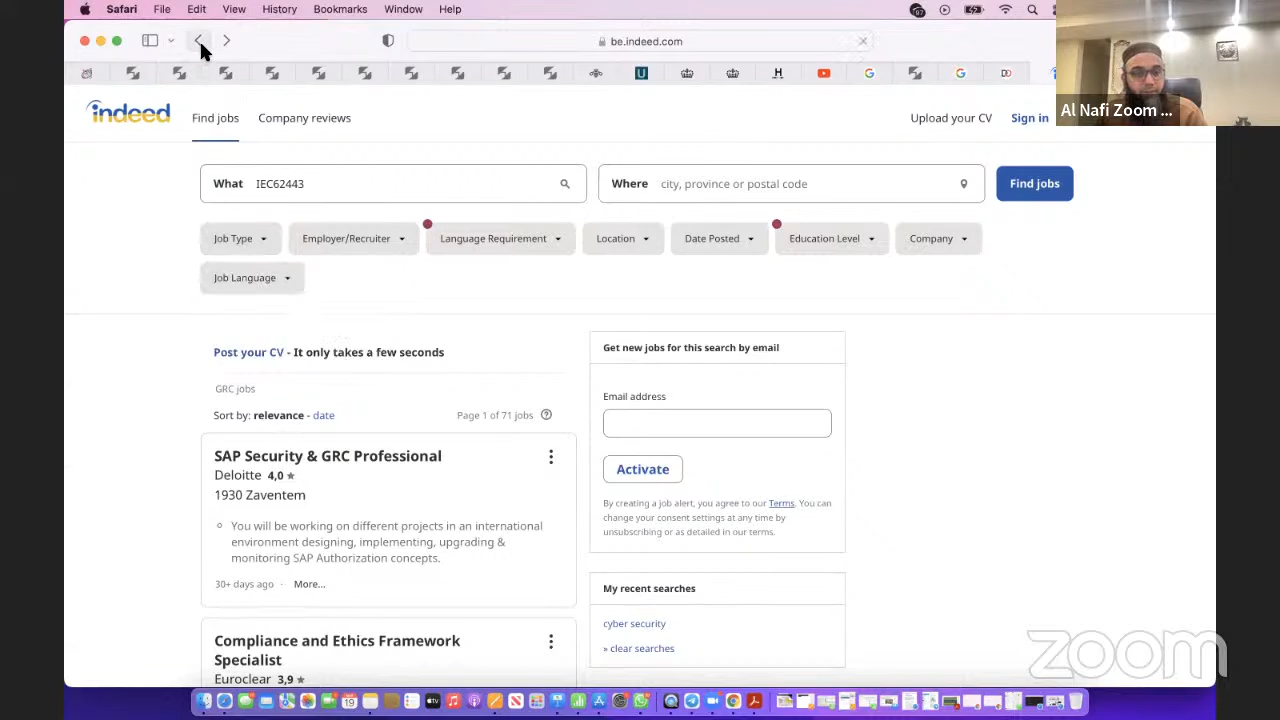 Safari File Edit View History Bookmarks Window Help
97
be.indeed.com
Al Nafi Zoom ...
indeed
Find jobs
Company reviews
Upload your CV
Sign in
What IEC62443
Where city, province or postal code
Find jobs
Job Type
Employer/Recruiter
Language Requirement
Location
Date Posted
Education Level
Company
Job Language
Post your CV - It only takes a few seconds
GRC jobs
Sort by: relevance - date
Page 1 of 71 jobs
SAP Security & GRC Professional
Deloitte 4,0
1930 Zaventem
You will be working on different projects in an international
environment designing, implementing, upgrading &
monitoring SAP Authorization concepts.
30+ days ago · More...
Compliance and Ethics Framework
Specialist
Euroclear 3,9
Get new jobs for this search by email
Email address
Activate
By creating a job alert, you agree to our Terms. You can
change your consent settings at any time by
unsubscribing or as detailed in our terms.
My recent searches
cyber security
» clear searches
zoom